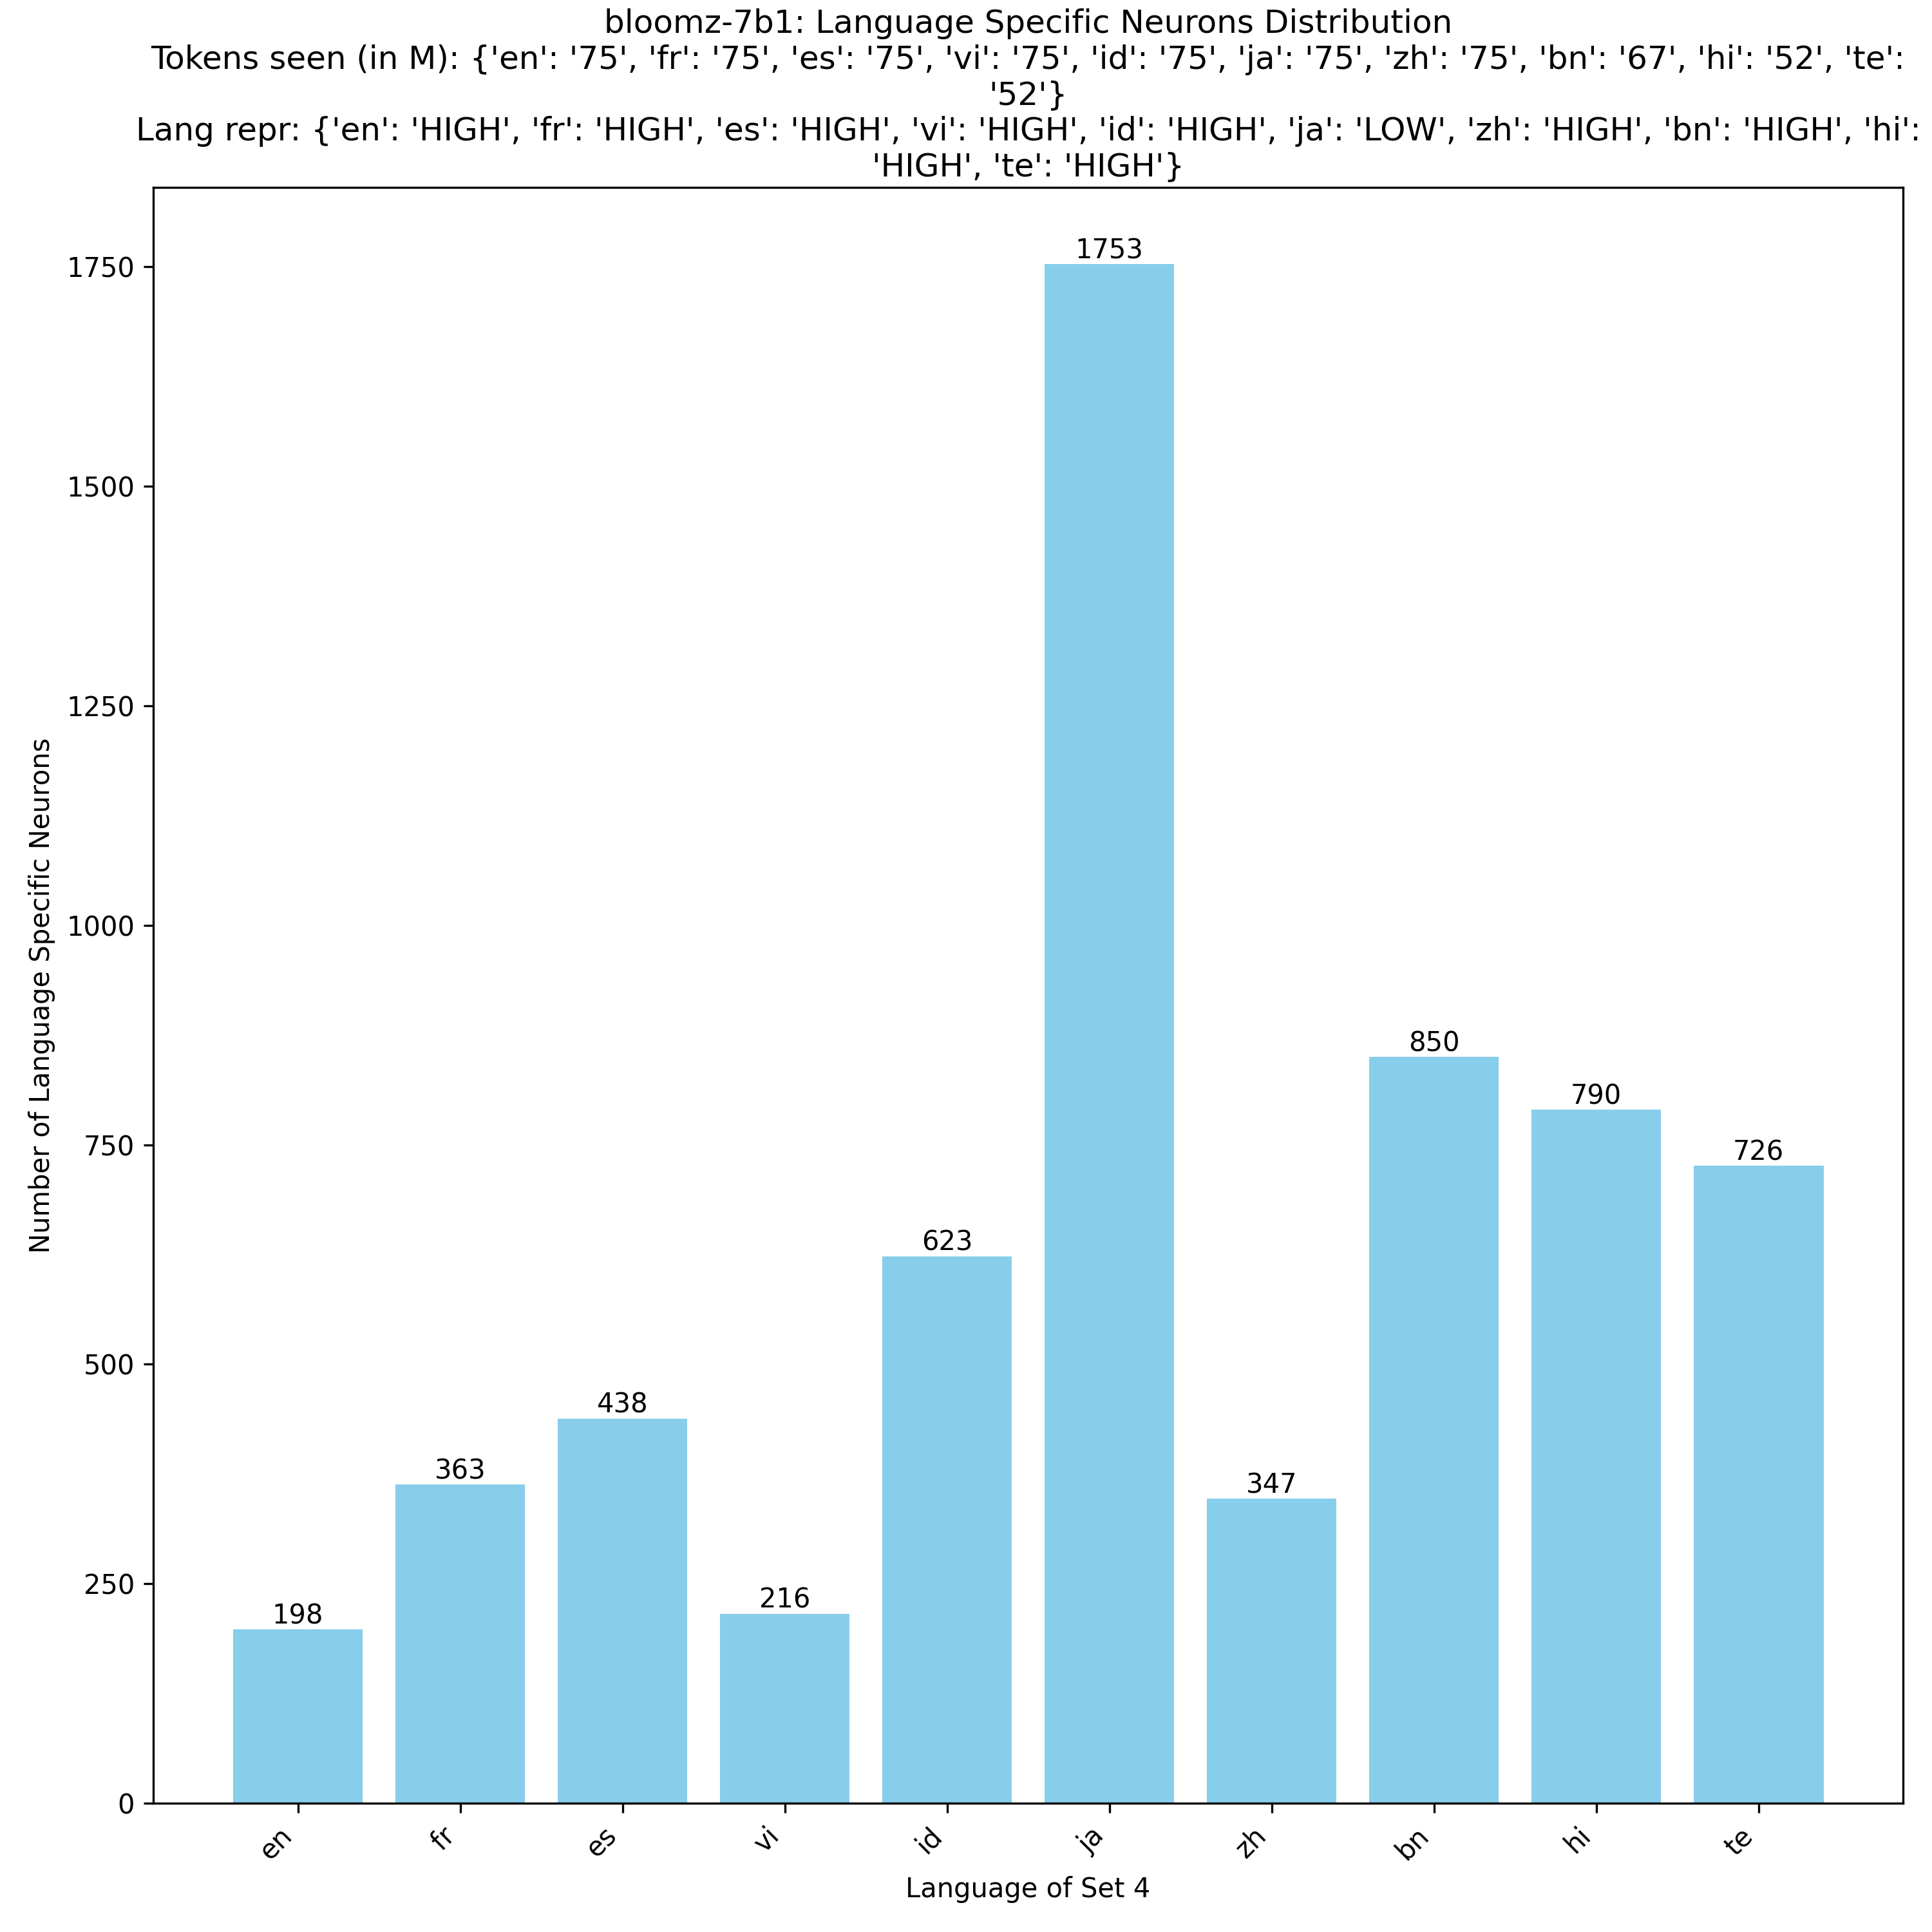 bloomz-7b1: Language Specific Neurons Distribution
Tokens seen (in M): {'en': '75', 'fr': '75', 'es': '75', 'vi': '75', 'id': '75', 'ja': '75', 'zh': '75', 'bn': '67', 'hi': '52', 'te':
'52'}
Lang repr: {'en': 'HIGH', 'fr': 'HIGH', 'es': 'HIGH', 'vi': 'HIGH', 'id': 'HIGH', 'ja': 'LOW', 'zh': 'HIGH', 'bn': 'HIGH', 'hi':
'HIGH', 'te': 'HIGH'}
Number of Language Specific Neurons
1750
1500
1250
1000
750
500
250
0
198
363
438
216
623
1753
347
850
790
726
en
fr
es
vi
id
ja
zh
bn
hi
te
Language of Set 4